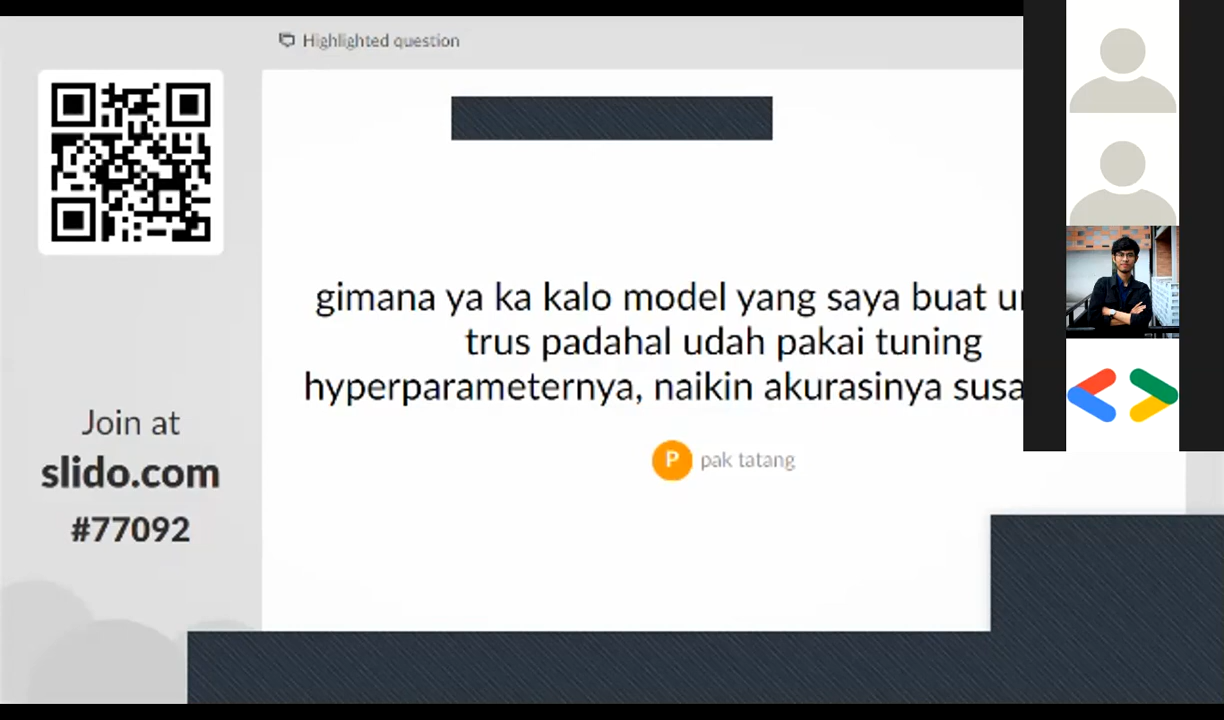 Highlighted question
gimana ya ka kalo model yang saya buat
trus padahal udah pakai tuning
hyperparameternya, naikin akurasinya
P pak tatang
Join at
slido.com
#77092